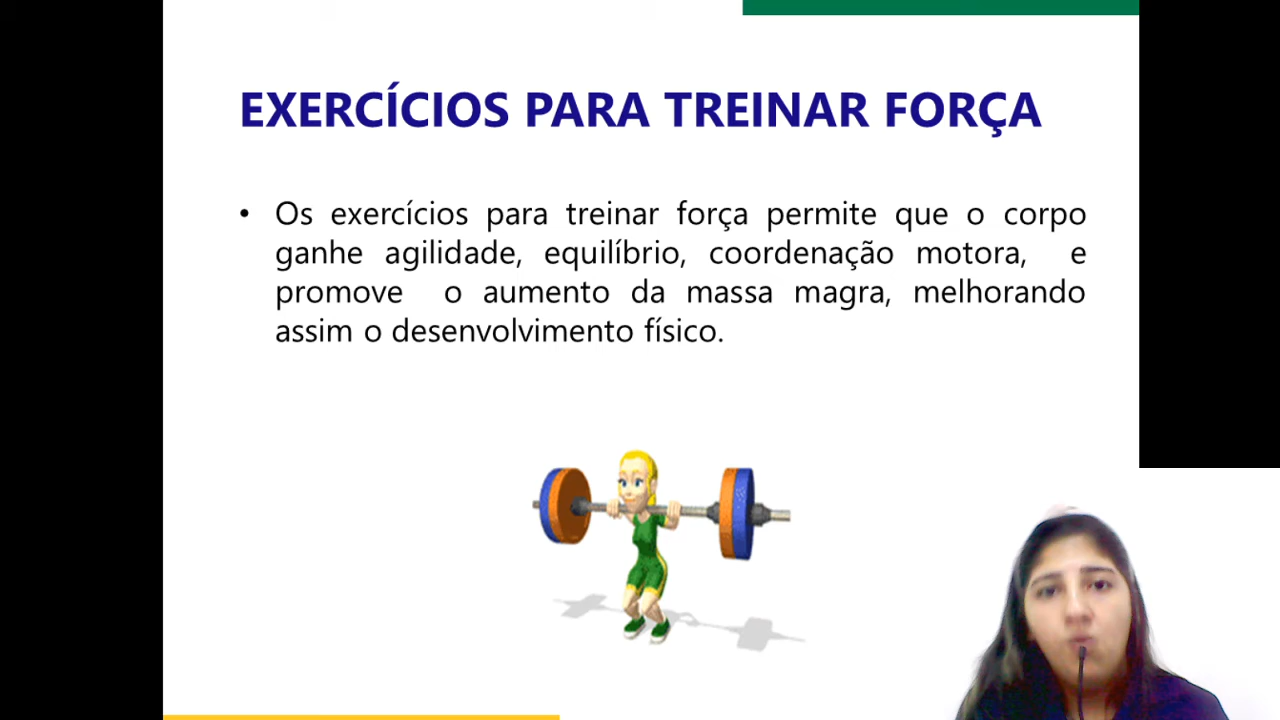 EXERCÍCIOS PARA TREINAR FORÇA
• Os exercícios para treinar força permite que o corpo
ganhe agilidade, equilíbrio, coordenação motora, e
promove o aumento da massa magra, melhorando
assim o desenvolvimento físico.